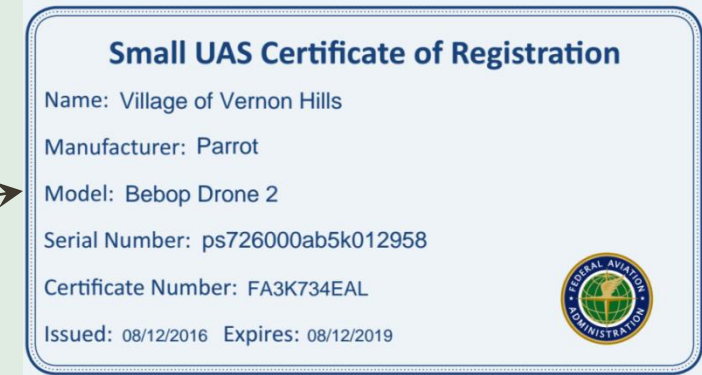 Small UAS Certificate of Registration
Name: Village of Vernon Hills
Manufacturer: Parrot
Model: Bebop Drone 2
Serial Number: ps726000ab5k012958
Certificate Number: FA3K734EAL
Issued: 08/12/2016 Expires: 08/12/2019
FEDERAL AVIATION
ADMINISTRATION